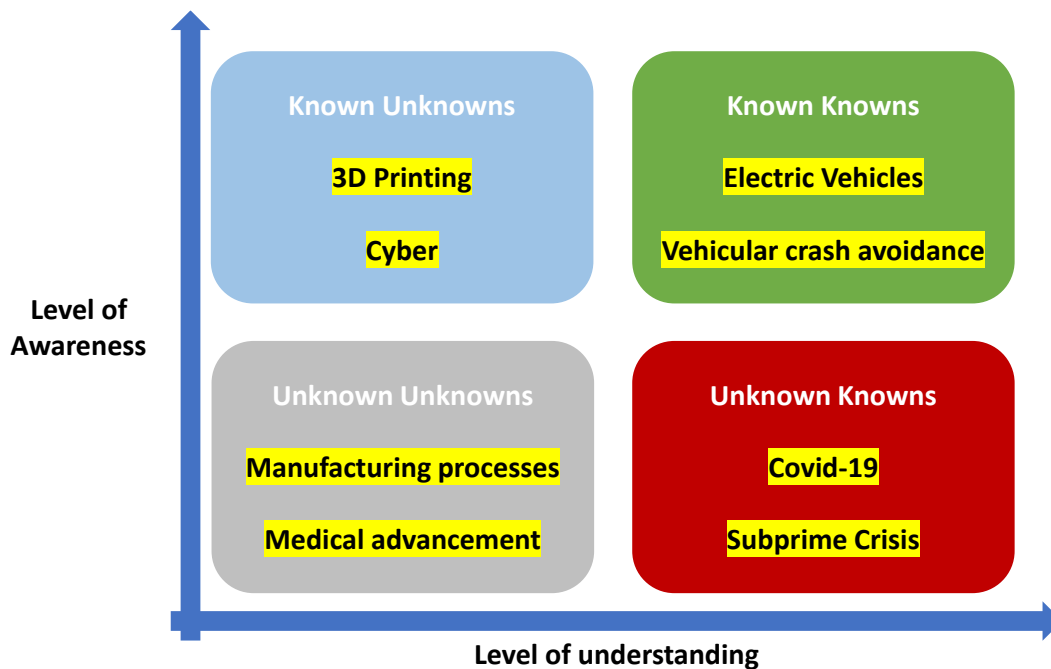 Known Unknowns
3D Printing
Cyber
Known Knowns
Electric Vehicles
Vehicular crash avoidance
Level of
Awareness
Unknown Unknowns
Manufacturing processes
Medical advancement
Unknown Knowns
Covid-19
Subprime Crisis
Level of understanding